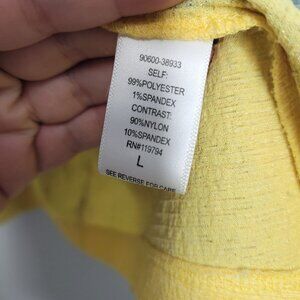 90600-38933
SELF:
99%POLYESTER
1%SPANDEX
CONTRAST:
90%NYLON
10%SPANDEX
RN#119794
L
SEE REVERSE FOR CARE